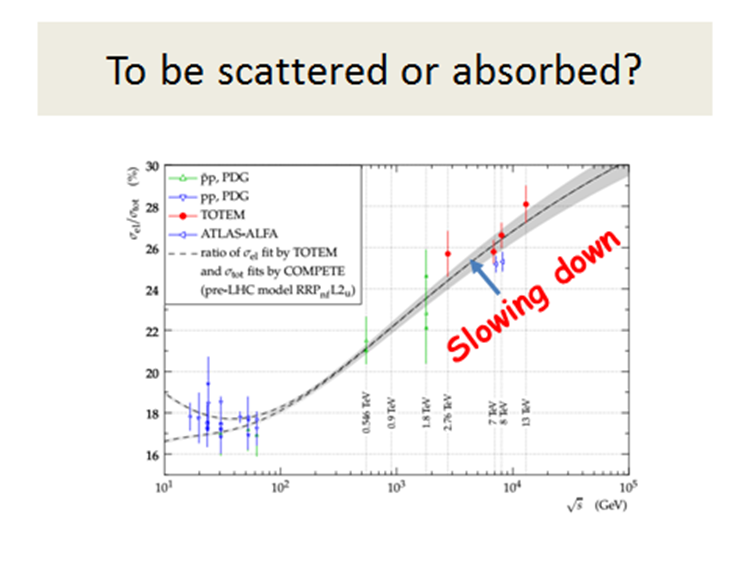 To be scattered or absorbed?
σel/σtot (%)
30
28
26
24
22
20
18
16
p̄p, PDG
pp, PDG
TOTEM
ATLAS-ALFA
ratio of σel fit by TOTEM
and σtot fits by COMPETE
(pre-LHC model RRPnfL2u)
Slowing down
0.546 TeV
0.9 TeV
1.8 TeV
2.76 TeV
7 TeV
8 TeV
13 TeV
10¹ 10² 10³ 10⁴ 10⁵
√s (GeV)